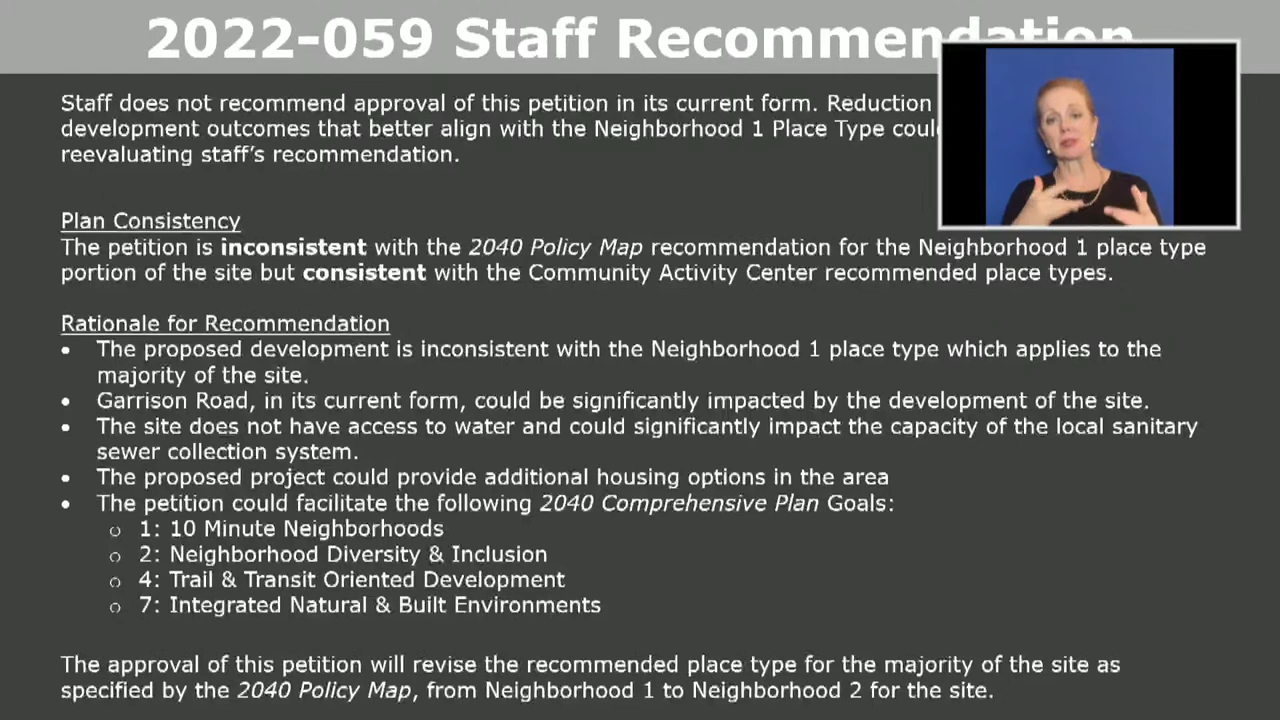 2022-059 Staff Recommendation
Staff does not recommend approval of this petition in its current form. Reduction
development outcomes that better align with the Neighborhood 1 Place Type
reevaluating staff's recommendation.
Plan Consistency
The petition is inconsistent with the 2040 Policy Map recommendation for the Neighborhood 1 place type
portion of the site but consistent with the Community Activity Center recommended place types.
Rationale for Recommendation
• The proposed development is inconsistent with the Neighborhood 1 place type which applies to the
majority of the site.
• Garrison Road, in its current form, could be significantly impacted by the development of the site.
• The site does not have access to water and could significantly impact the capacity of the local sanitary
sewer collection system.
• The proposed project could provide additional housing options in the area
• The petition could facilitate the following 2040 Comprehensive Plan Goals:
○ 1: 10 Minute Neighborhoods
○ 2: Neighborhood Diversity & Inclusion
○ 4: Trail & Transit Oriented Development
○ 7: Integrated Natural & Built Environments
The approval of this petition will revise the recommended place type for the majority of the site as
specified by the 2040 Policy Map, from Neighborhood 1 to Neighborhood 2 for the site.